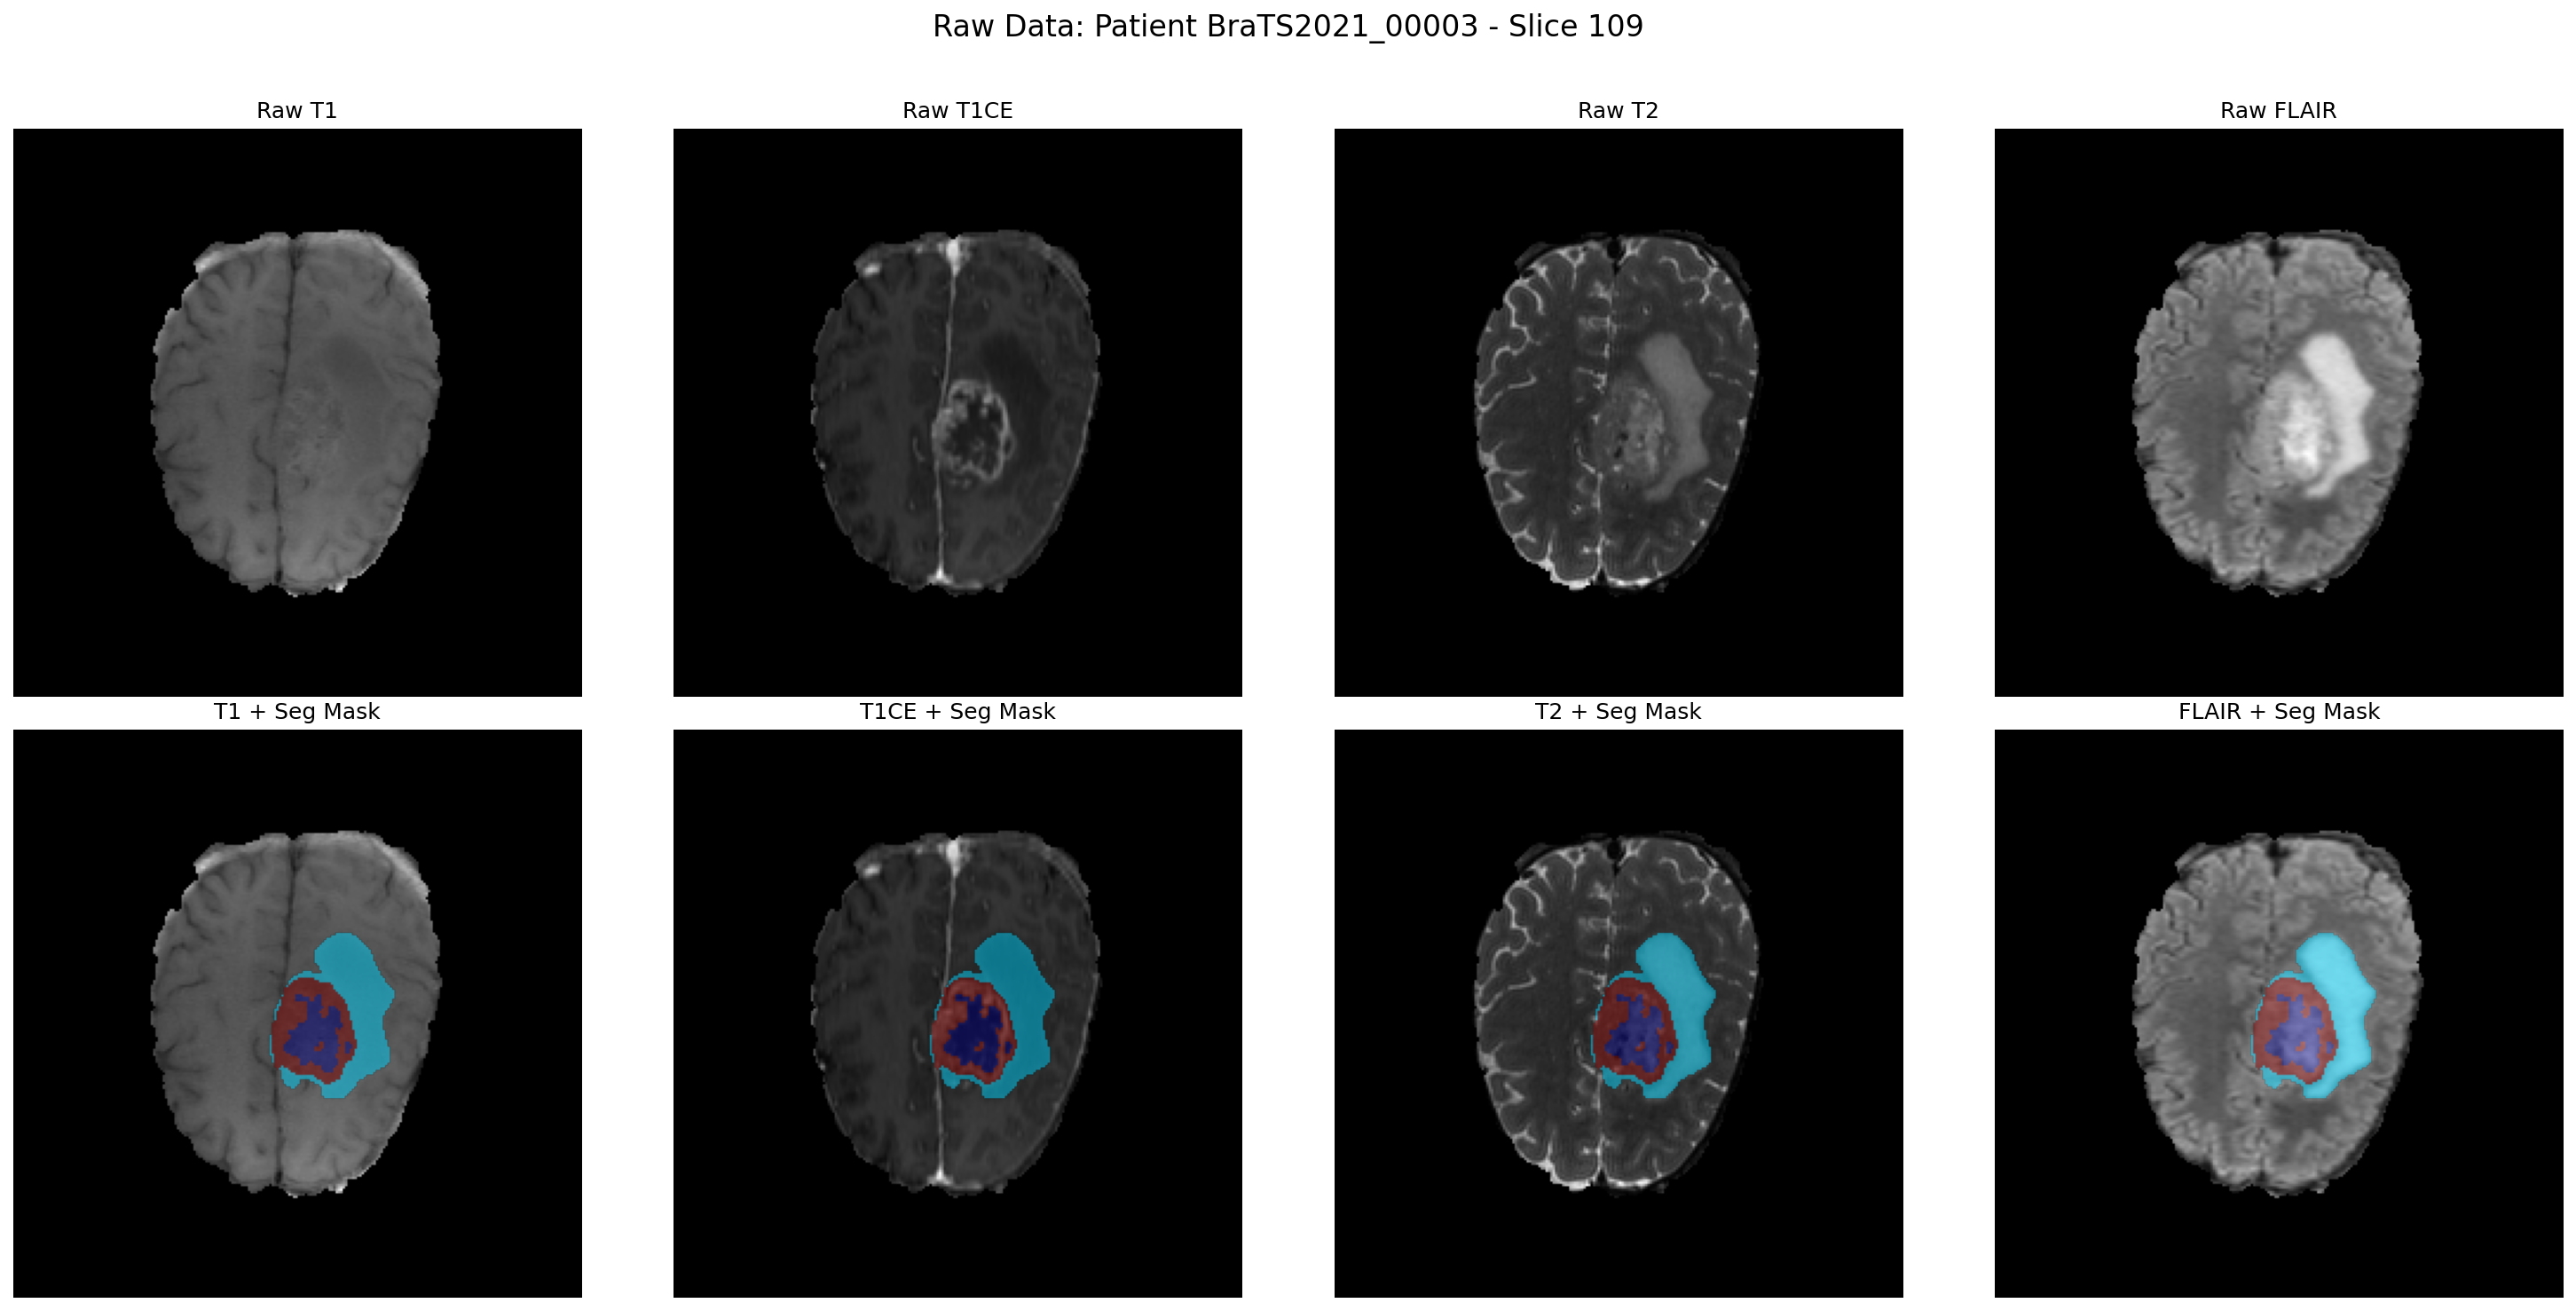 Raw Data: Patient BraTS2021_00003 - Slice 109
Raw T1
Raw T1CE
Raw T2
Raw FLAIR
T1 + Seg Mask
T1CE + Seg Mask
T2 + Seg Mask
FLAIR + Seg Mask